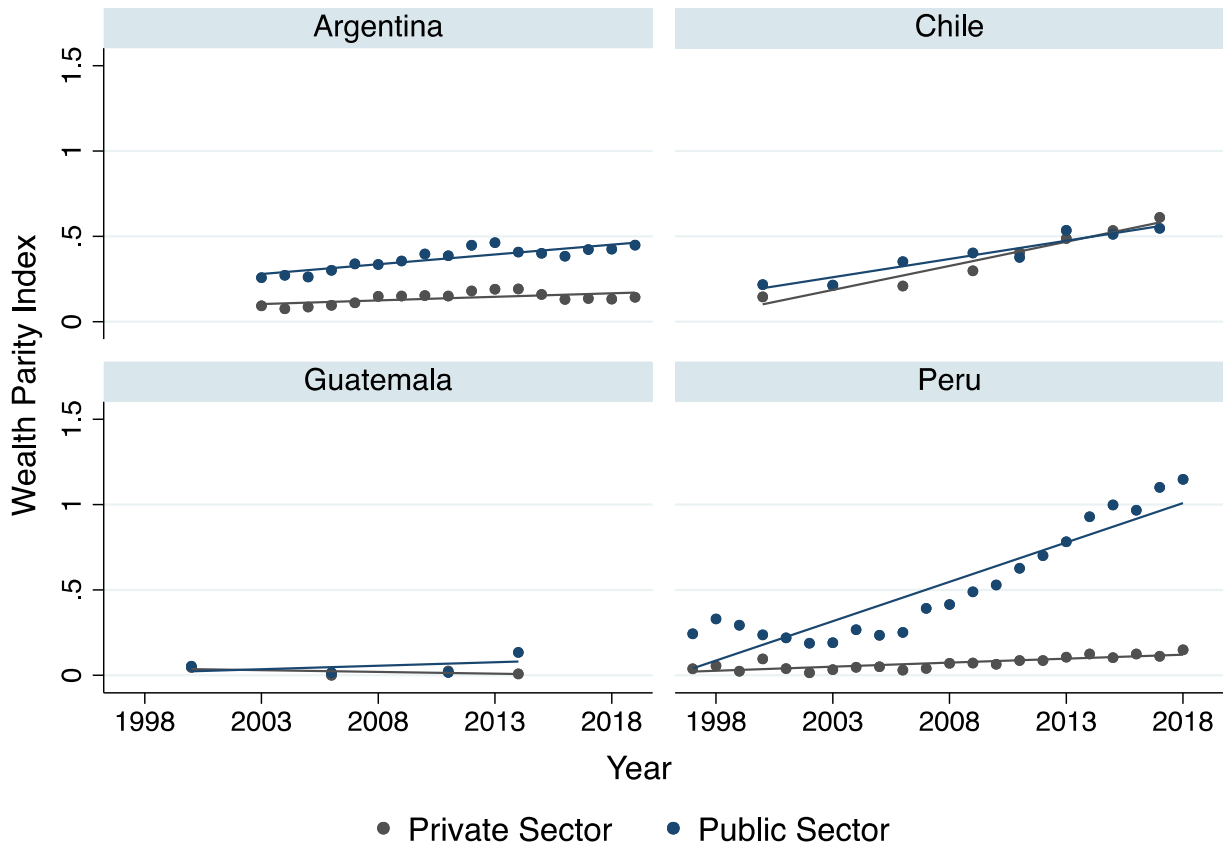 Argentina
Chile
1.5
1
.5
0
Guatemala
Peru
1.5
1
.5
0
Wealth Parity Index
1998 2003 2008 2013 2018
1998 2003 2008 2013 2018
Year
Private Sector
Public Sector